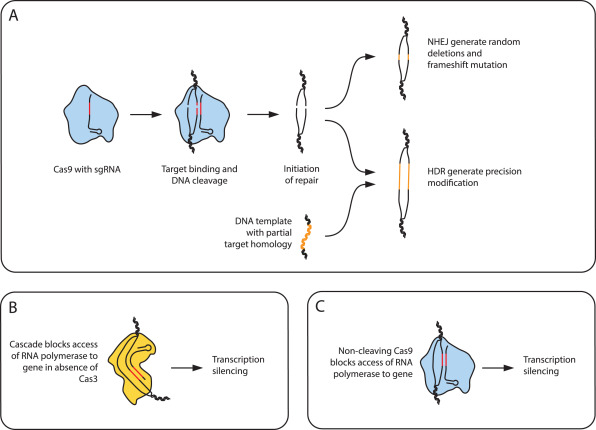 A
NHEJ generate random
deletions and
frameshift mutation
Cas9 with sgRNA
Target binding and
DNA cleavage
Initiation
of repair
HDR generate precision
modification
DNA template
with partial
target homology
B
Cascade blocks access
of RNA polymerase to
gene in absence of
Cas3
Transcription
silencing
C
Non-cleaving Cas9
blocks access of RNA
polymerase to gene
Transcription
silencing